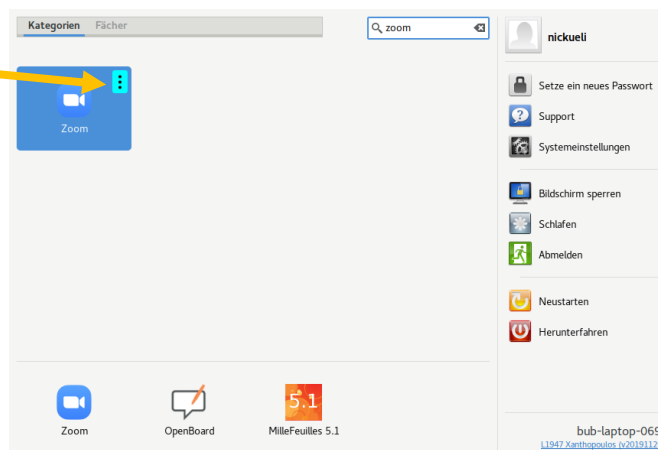 Kategorien Fächer
zoom
Zoom
nickueli
Setze ein neues Passwort
Support
Systemeinstellungen
Bildschirm sperren
Schlafen
Abmelden
Neustarten
Herunterfahren
5.1
Zoom
OpenBoard
MilleFeuilles 5.1
bub-laptop-069
L1947 Xanthopoulos (v2019112